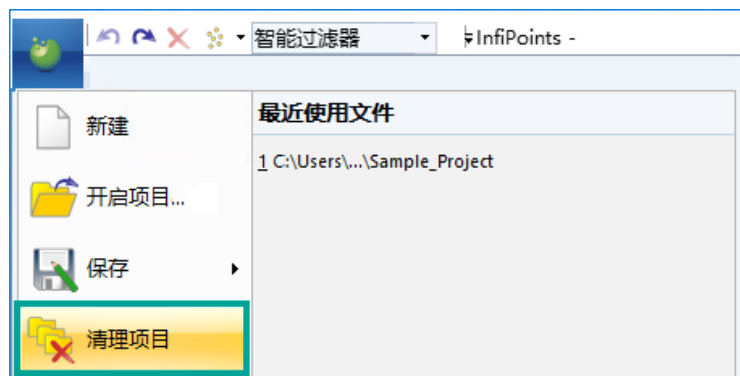 智能过滤器
InfiPoints -
新建
最近使用文件
1 C:\Users\...\Sample_Project
开启项目...
保存
清理项目